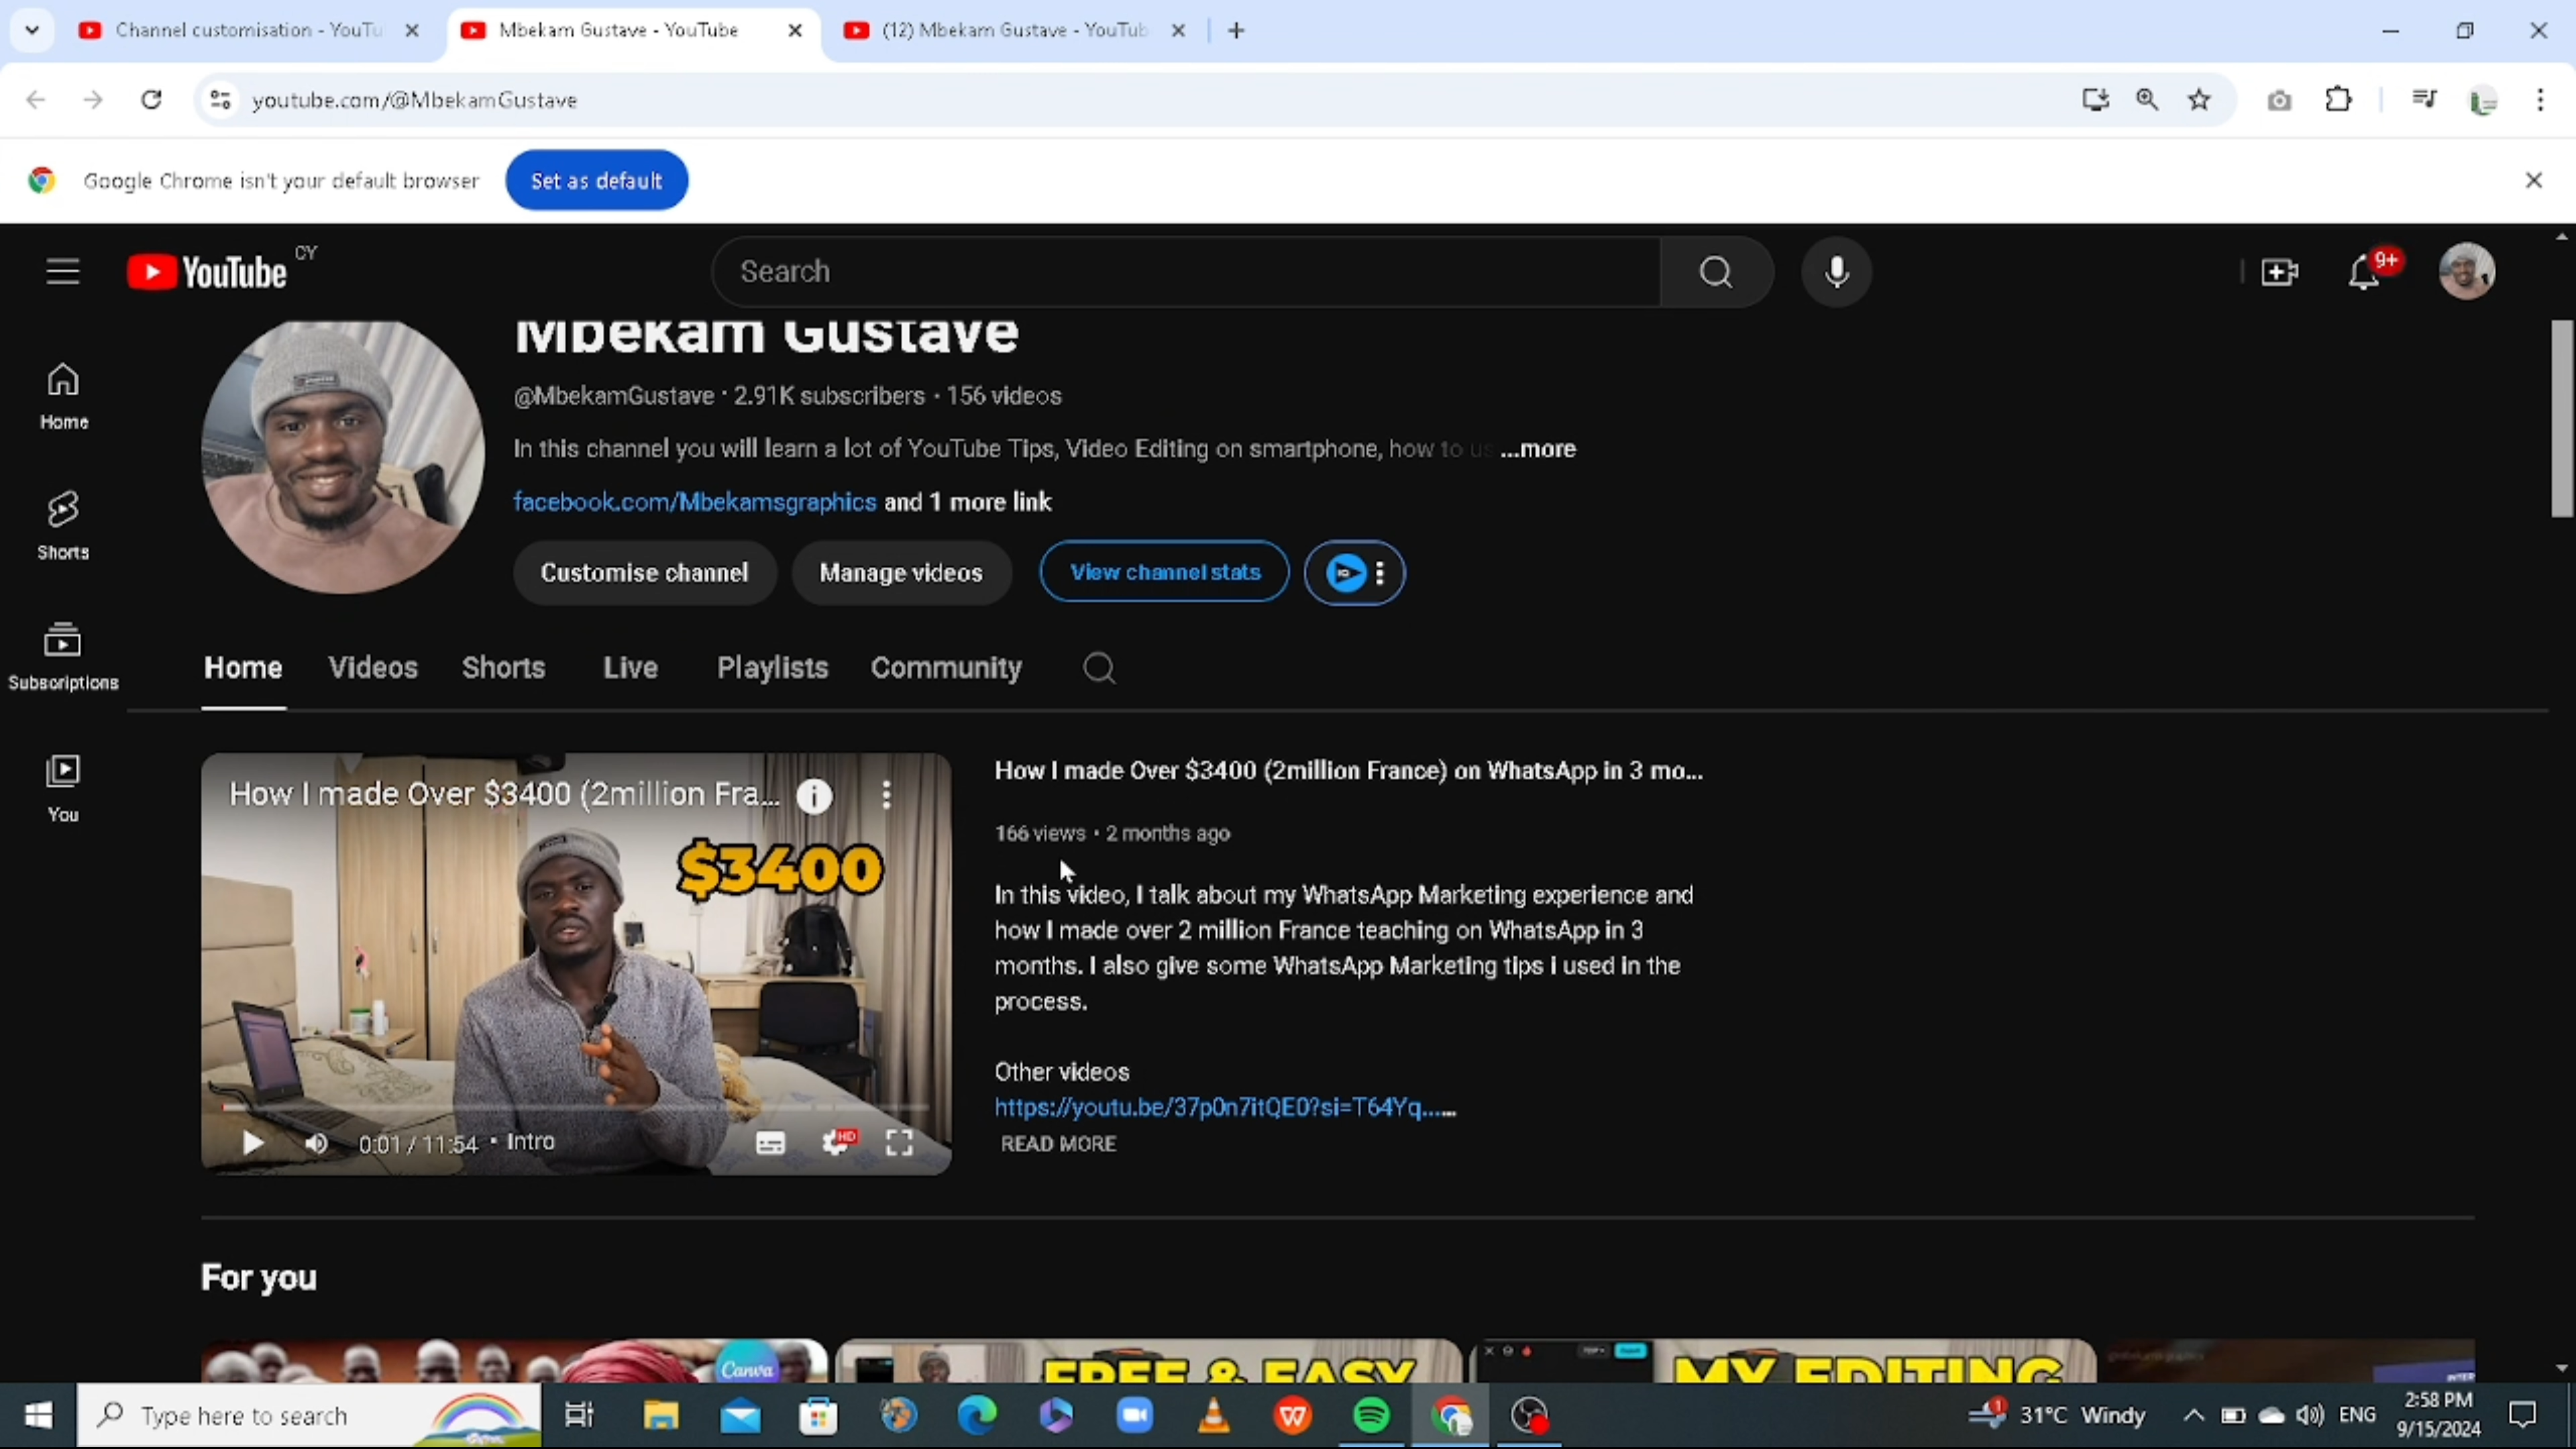 Channel customisation - YouTu
Mbekam Gustave - YouTube
(12) Mbekam Gustave - YouTub
youtube.com/@MbekamGustave
Google Chrome isn't your default browser
Set as default
YouTube CY
Search
9+
Mbekam Gustave
@MbekamGustave · 2.91K subscribers · 156 videos
In this channel you will learn a lot of YouTube Tips, Video Editing on smartphone, how to us ...more
facebook.com/Mbekamsgraphics and 1 more link
Customise channel
Manage videos
View channel stats
Home
Shorts
Subscriptions
You
Home
Videos
Shorts
Live
Playlists
Community
How I made Over $3400 (2million Fra...
$3400
0:01 / 11:54 • Intro
HD
How I made Over $3400 (2million France) on WhatsApp in 3 mo...
166 views • 2 months ago
In this video, I talk about my WhatsApp Marketing experience and
how I made over 2 million France teaching on WhatsApp in 3
months. I also give some WhatsApp Marketing tips i used in the
process.
Other videos
https://youtu.be/37p0n7itQE0?si=T64Yq......
READ MORE
For you
Canva
FREE & EASY
MY EDITING
Type here to search
31°C Windy
ENG
2:58 PM
9/15/2024